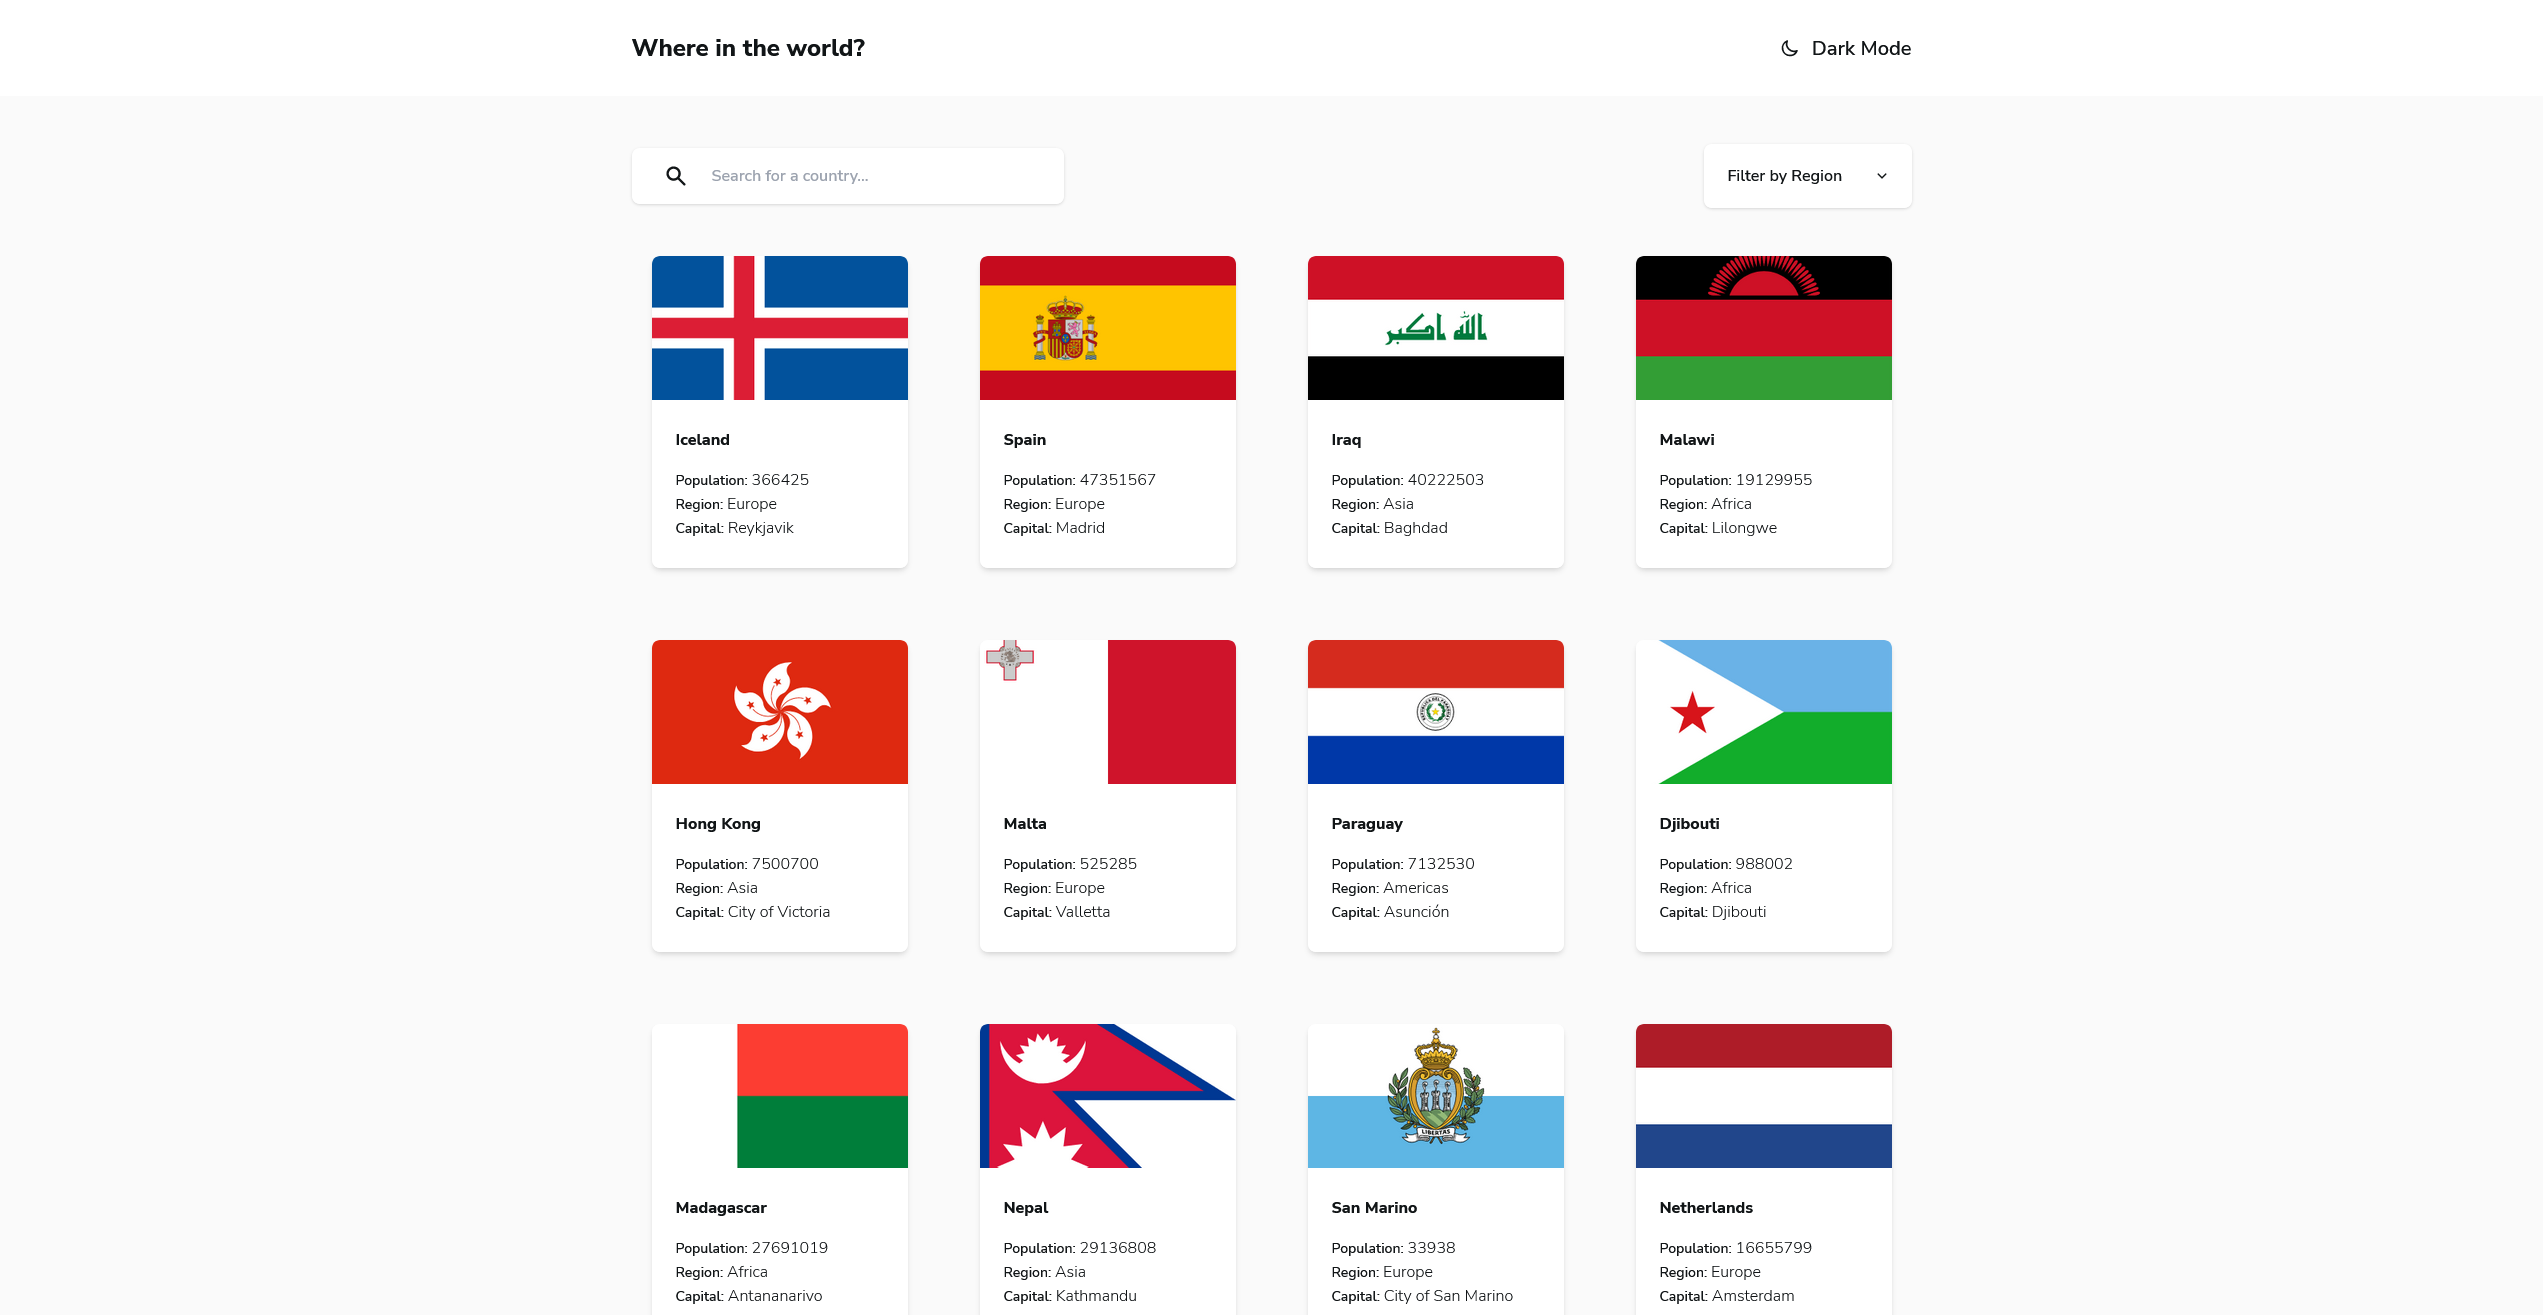 Where in the world?
Dark Mode
Search for a country...
Filter by Region
الله اكبر
Iceland
Population: 366425
Region: Europe
Capital: Reykjavik
Spain
Population: 47351567
Region: Europe
Capital: Madrid
Iraq
Population: 40222503
Region: Asia
Capital: Baghdad
Malawi
Population: 19129955
Region: Africa
Capital: Lilongwe
Hong Kong
Population: 7500700
Region: Asia
Capital: City of Victoria
Malta
Population: 525285
Region: Europe
Capital: Valletta
Paraguay
Population: 7132530
Region: Americas
Capital: Asunción
Djibouti
Population: 988002
Region: Africa
Capital: Djibouti
LIBERTAS
Madagascar
Population: 27691019
Region: Africa
Capital: Antananarivo
Nepal
Population: 29136808
Region: Asia
Capital: Kathmandu
San Marino
Population: 33938
Region: Europe
Capital: City of San Marino
Netherlands
Population: 16655799
Region: Europe
Capital: Amsterdam